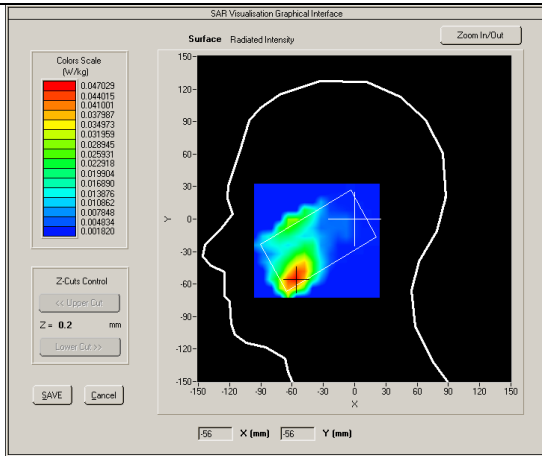 SAR Visualisation Graphical Interface
Surface Radiated Intensity
Zoom In/Out
Colors Scale
(W/kg)
0.047029
0.044015
0.041001
0.037987
0.034973
0.031959
0.028945
0.025931
0.022918
0.019904
0.016890
0.013876
0.010862
0.007848
0.004834
0.001820
Z-Cuts Control
<< Upper Cut
Z = 0.2 mm
Lower Cut >>
SAVE
Cancel
Y
150
120
90
60
30
0
-30
-60
-90
-120
-150
-150 -120 -90 -60 -30 0 30 60 90 120 150
X
-56 X (mm) -56 Y (mm)